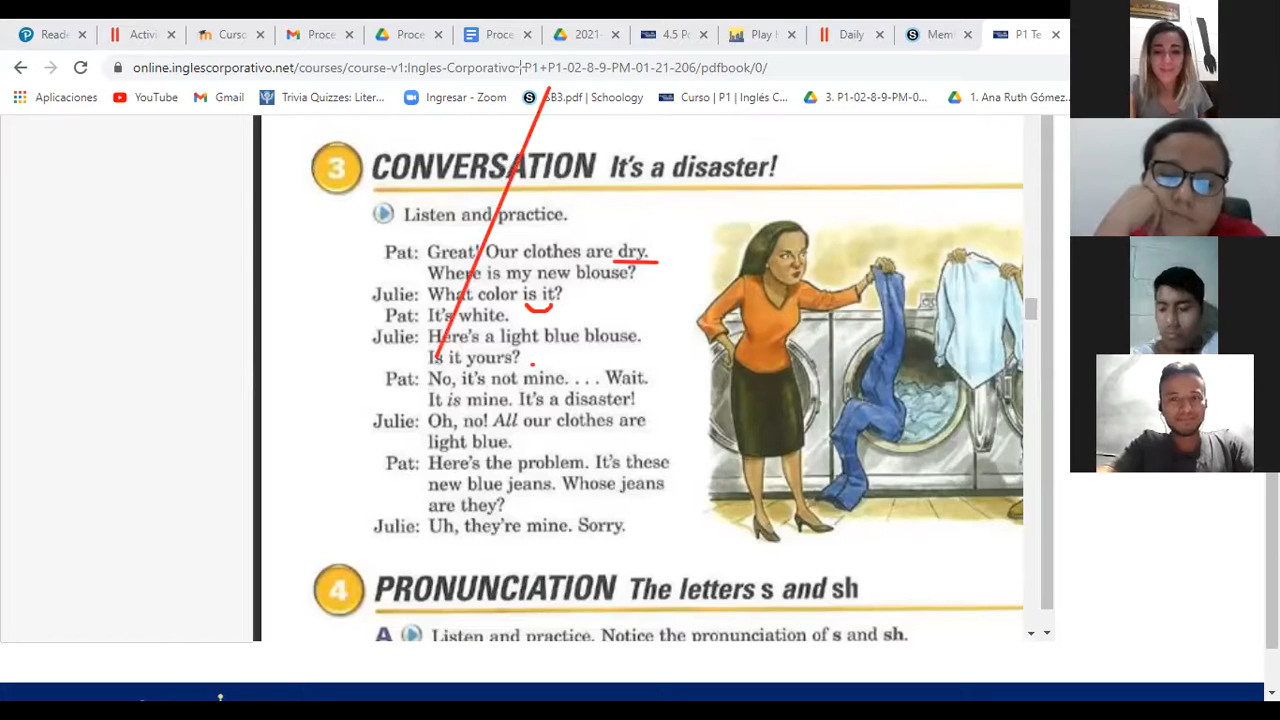 Reade
Activi
Curso
Proce
Proce
Proce
2021-
4.5 Po
Play k
Daily
Mem
P1 Te
online.inglescorporativo.net/courses/course-v1:Ingles-Corporativo+P1+P1-02-8-9-PM-01-21-206/pdfbook/0/
Aplicaciones
YouTube
Gmail
Trivia Quizzes: Liter...
Ingresar - Zoom
SB3.pdf | Schoology
Curso | P1 | Inglés C...
3. P1-02-8-9-PM-0...
1. Ana Ruth Gómez
3 CONVERSATION It's a disaster!
Listen and practice.
Pat: Great! Our clothes are dry.
Where is my new blouse?
Julie: What color is it?
Pat: It's white.
Julie: Here's a light blue blouse.
Is it yours?
Pat: No, it's not mine. . . . Wait.
It is mine. It's a disaster!
Julie: Oh, no! All our clothes are
light blue.
Pat: Here's the problem. It's these
new blue jeans. Whose jeans
are they?
Julie: Uh, they're mine. Sorry.
4 PRONUNCIATION The letters s and sh
A Listen and practice. Notice the pronunciation of s and sh.